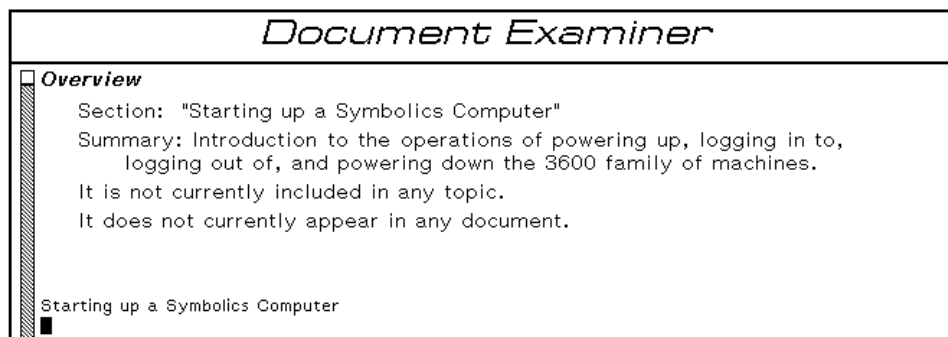 Document Examiner
Overview
Section: "Starting up a Symbolics Computer"
Summary: Introduction to the operations of powering up, logging in to,
logging out of, and powering down the 3600 family of machines.
It is not currently included in any topic.
It does not currently appear in any document.
Starting up a Symbolics Computer